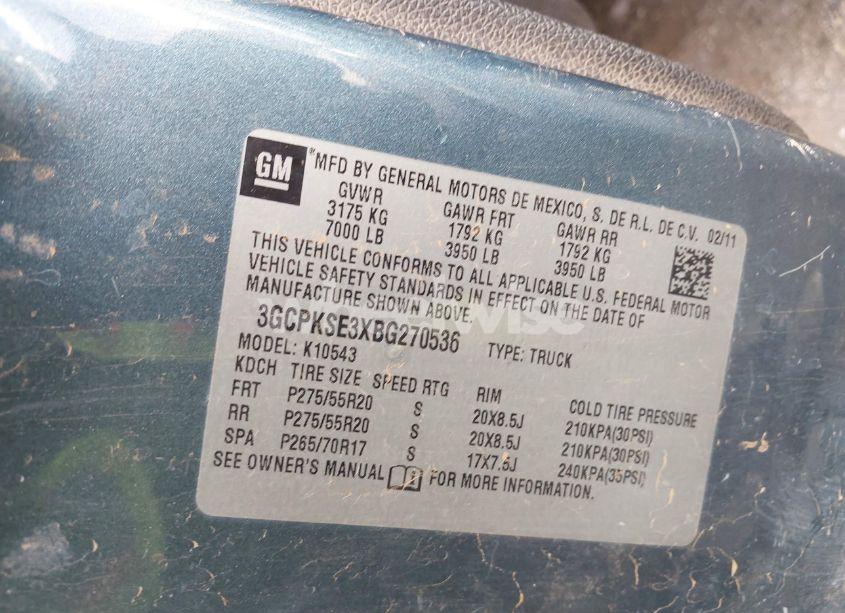 GM ® MFD BY GENERAL MOTORS DE MEXICO, S. DE R.L. DE C.V. 02/11
GVWR GAWR FRT GAWR RR
3175 KG 1792 KG 1792 KG
7000 LB 3950 LB 3950 LB
THIS VEHICLE CONFORMS TO ALL APPLICABLE U.S. FEDERAL MOTOR
VEHICLE SAFETY STANDARDS IN EFFECT ON THE DATE OF
MANUFACTURE SHOWN ABOVE.
3GCPKSE3XBG270536 TYPE: TRUCK
MODEL: K10543
KDCH TIRE SIZE SPEED RTG RIM COLD TIRE PRESSURE
FRT P275/55R20 S 20X8.5J 210KPA(30PSI)
RR P275/55R20 S 20X8.5J 210KPA(30PSI)
SPA P265/70R17 S 17X7.5J 240KPA(35PSI)
SEE OWNER'S MANUAL FOR MORE INFORMATION.